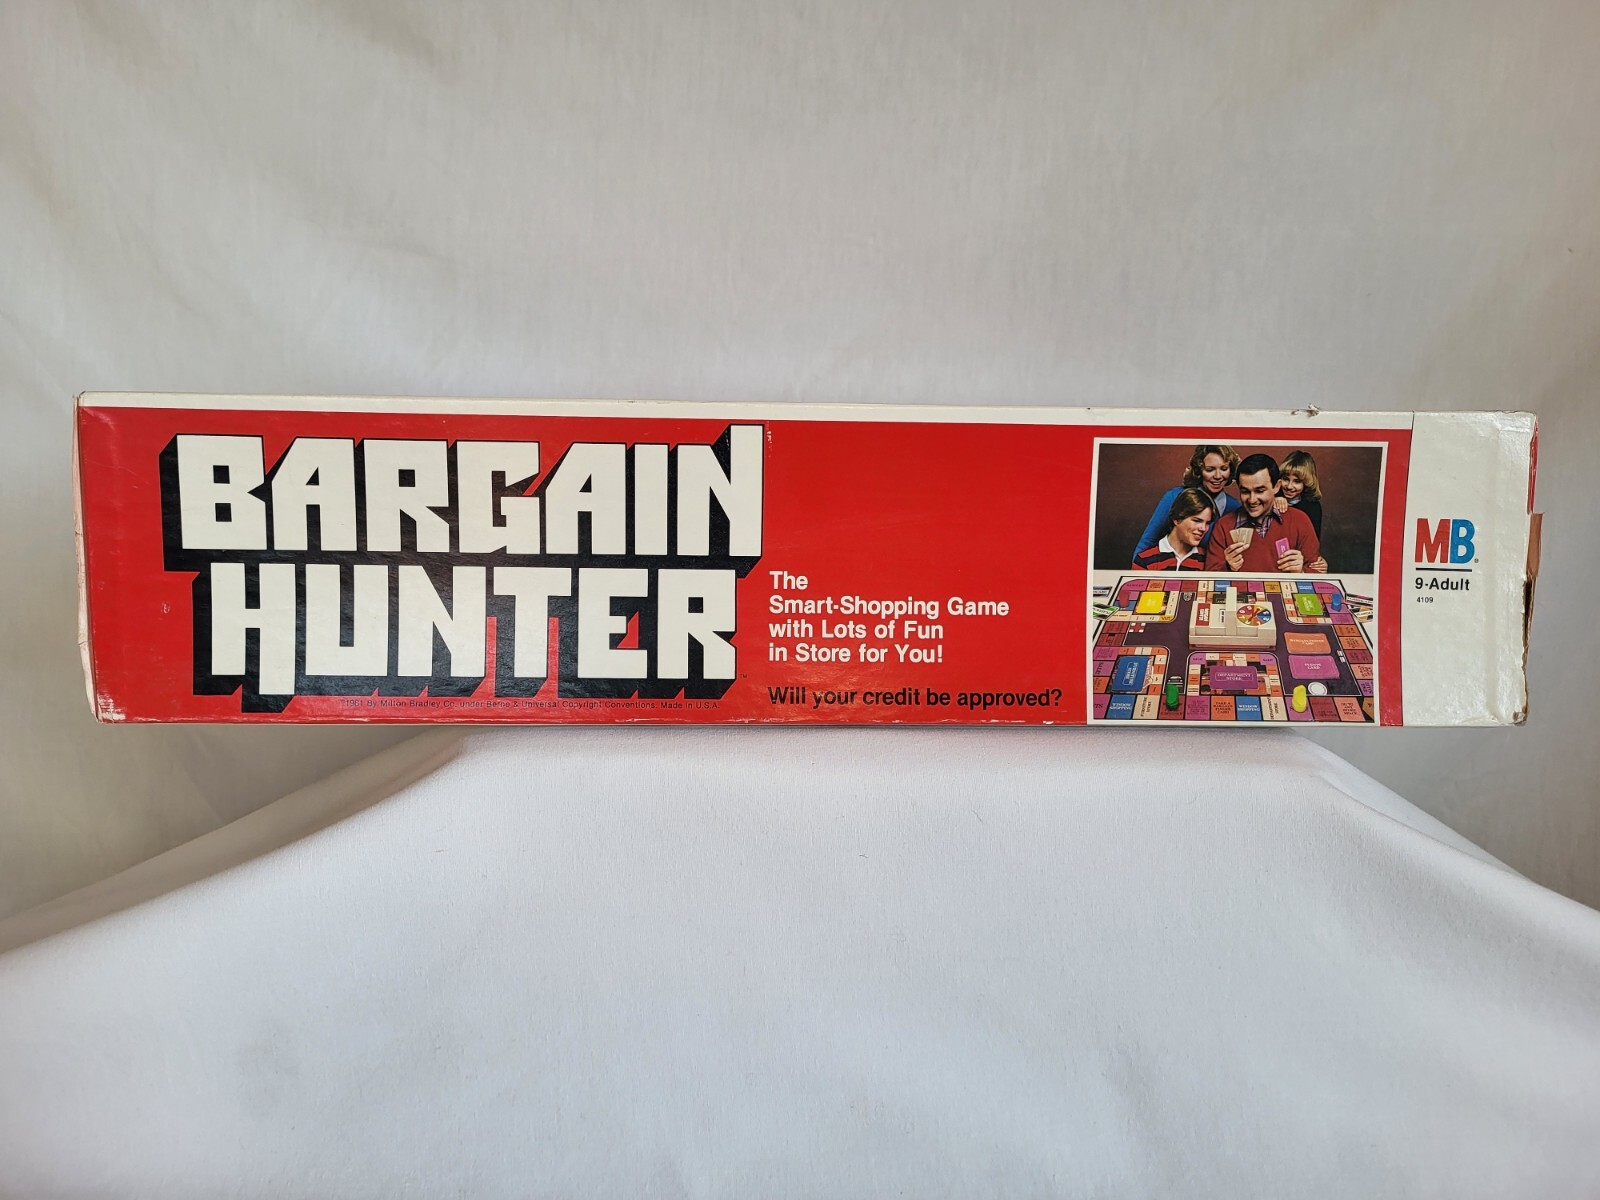 BARGAIN
HUNTER™
The
Smart-Shopping Game
with Lots of Fun
in Store for You!
Will your credit be approved?
©1981 By Milton Bradley Co. under Berne & Universal Copyright Conventions. Made in U.S.A.
MB®
9-Adult
4109